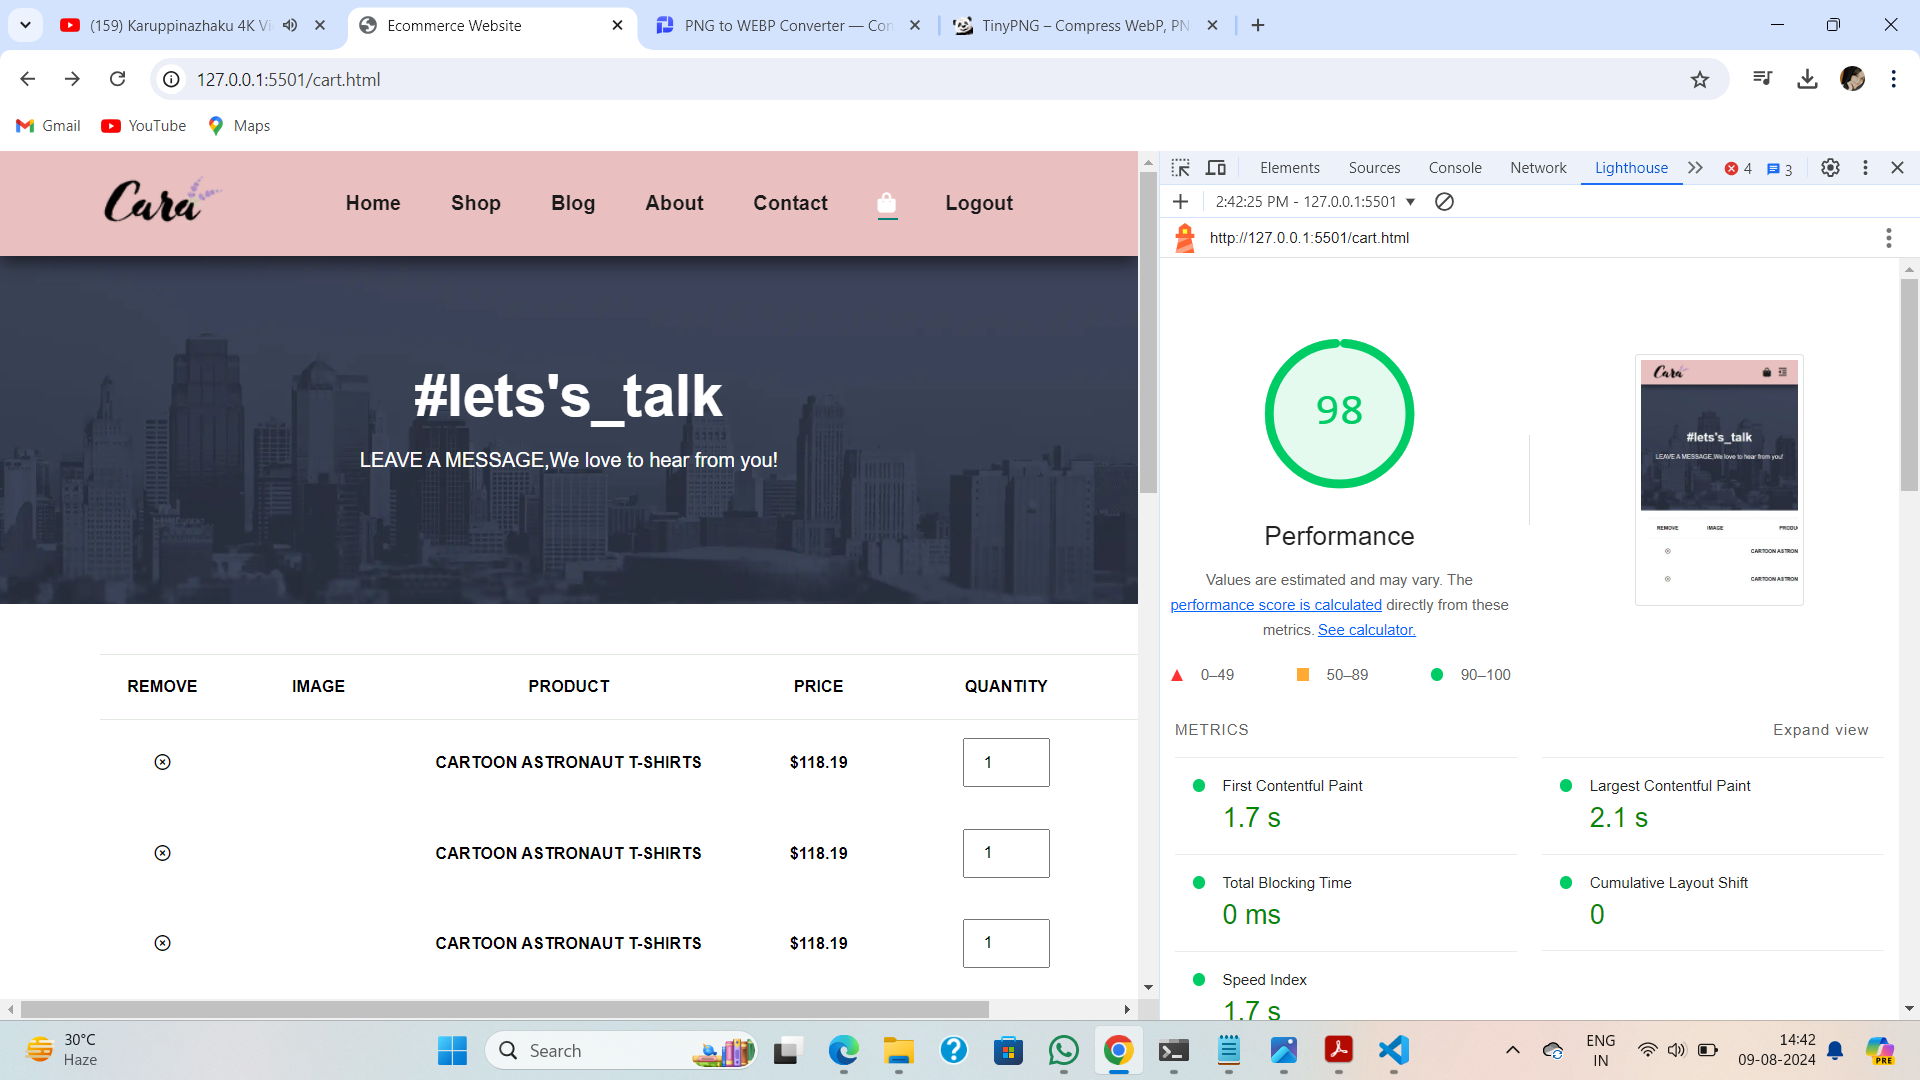 (159) Karuppinazhaku 4K Vi
Ecommerce Website
PNG to WEBP Converter — Con
TinyPNG – Compress WebP, PN
127.0.0.1:5501/cart.html
Gmail
YouTube
Maps
Cara
Home
Shop
Blog
About
Contact
Logout
#lets's_talk
LEAVE A MESSAGE,We love to hear from you!
REMOVE IMAGE PRODUCT PRICE QUANTITY
CARTOON ASTRONAUT T-SHIRTS $118.19 1
CARTOON ASTRONAUT T-SHIRTS $118.19 1
CARTOON ASTRONAUT T-SHIRTS $118.19 1
Elements Sources Console Network Lighthouse 4 3
2:42:25 PM - 127.0.0.1:5501
http://127.0.0.1:5501/cart.html
98
Performance
Values are estimated and may vary. The
performance score is calculated directly from these
metrics. See calculator.
0–49 50–89 90–100
Cara
#lets's_talk
LEAVE A MESSAGE,We love to hear from you!
REMOVE IMAGE PRODU
CARTOON ASTRON
CARTOON ASTRON
METRICS
Expand view
First Contentful Paint
1.7 s
Largest Contentful Paint
2.1 s
Total Blocking Time
0 ms
Cumulative Layout Shift
0
Speed Index
1.7 s
30°C
Haze
Search
ENG
IN
14:42
09-08-2024
PRE